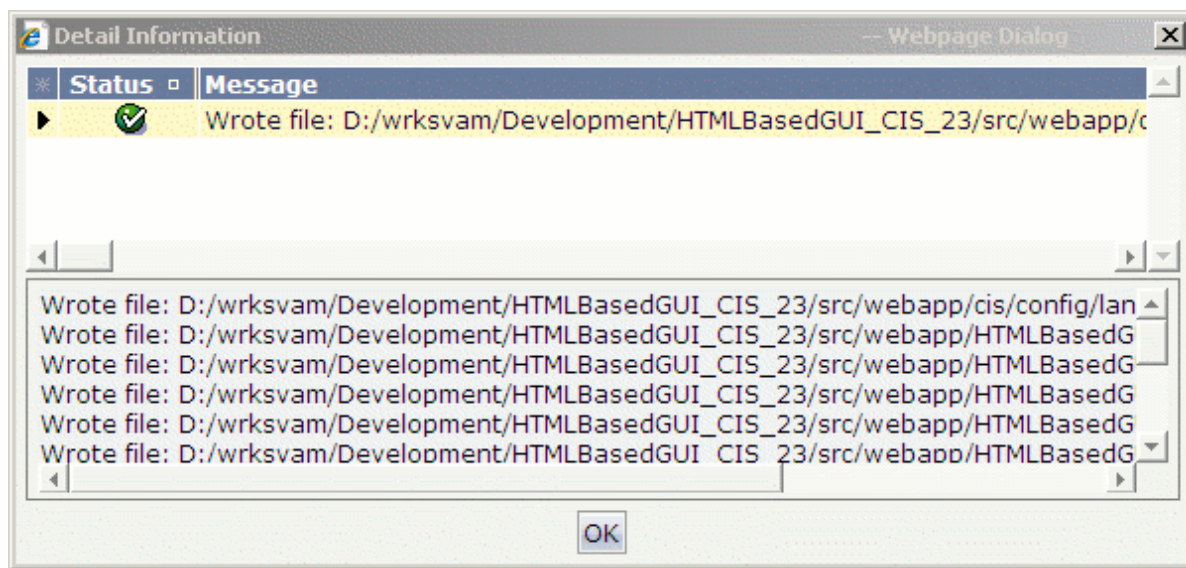 Detail Information -- Webpage Dialog
Status Message
Wrote file: D:/wrksvam/Development/HTMLBasedGUI_CIS_23/src/webapp/c
Wrote file: D:/wrksvam/Development/HTMLBasedGUI_CIS_23/src/webapp/cis/config/lan
Wrote file: D:/wrksvam/Development/HTMLBasedGUI_CIS_23/src/webapp/HTMLBasedG
Wrote file: D:/wrksvam/Development/HTMLBasedGUI_CIS_23/src/webapp/HTMLBasedG
Wrote file: D:/wrksvam/Development/HTMLBasedGUI_CIS_23/src/webapp/HTMLBasedG
Wrote file: D:/wrksvam/Development/HTMLBasedGUI_CIS_23/src/webapp/HTMLBasedG
Wrote file: D:/wrksvam/Development/HTMLBasedGUI_CIS_23/src/webapp/HTMLBasedG
OK